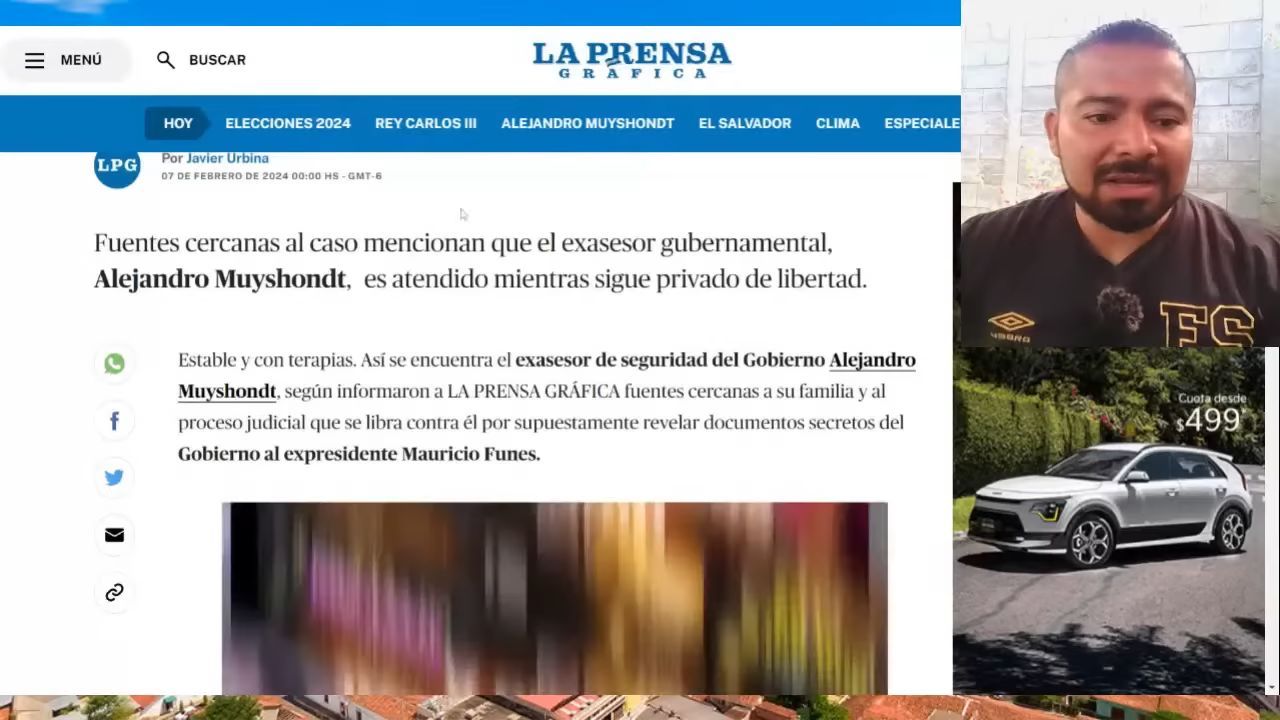 MENÚ
BUSCAR
LA PRENSA
GRÁFICA
HOY
ELECCIONES 2024
REY CARLOS III
ALEJANDRO MUYSHONDT
EL SALVADOR
CLIMA
ESPECIALE
LPG
Por Javier Urbina
07 DE FEBRERO DE 2024 00:00 HS - GMT-6
Fuentes cercanas al caso mencionan que el exasesor gubernamental,
Alejandro Muyshondt, es atendido mientras sigue privado de libertad.
Estable y con terapias. Así se encuentra el exasesor de seguridad del Gobierno Alejandro
Muyshondt, según informaron a LA PRENSA GRÁFICA fuentes cercanas a su familia y al
proceso judicial que se libra contra él por supuestamente revelar documentos secretos del
Gobierno al expresidente Mauricio Funes.
UMBRO
ES
Cuota desde
$499*